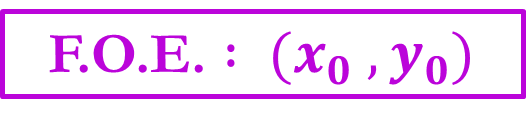 F.O.E. : (x₀ , y₀)